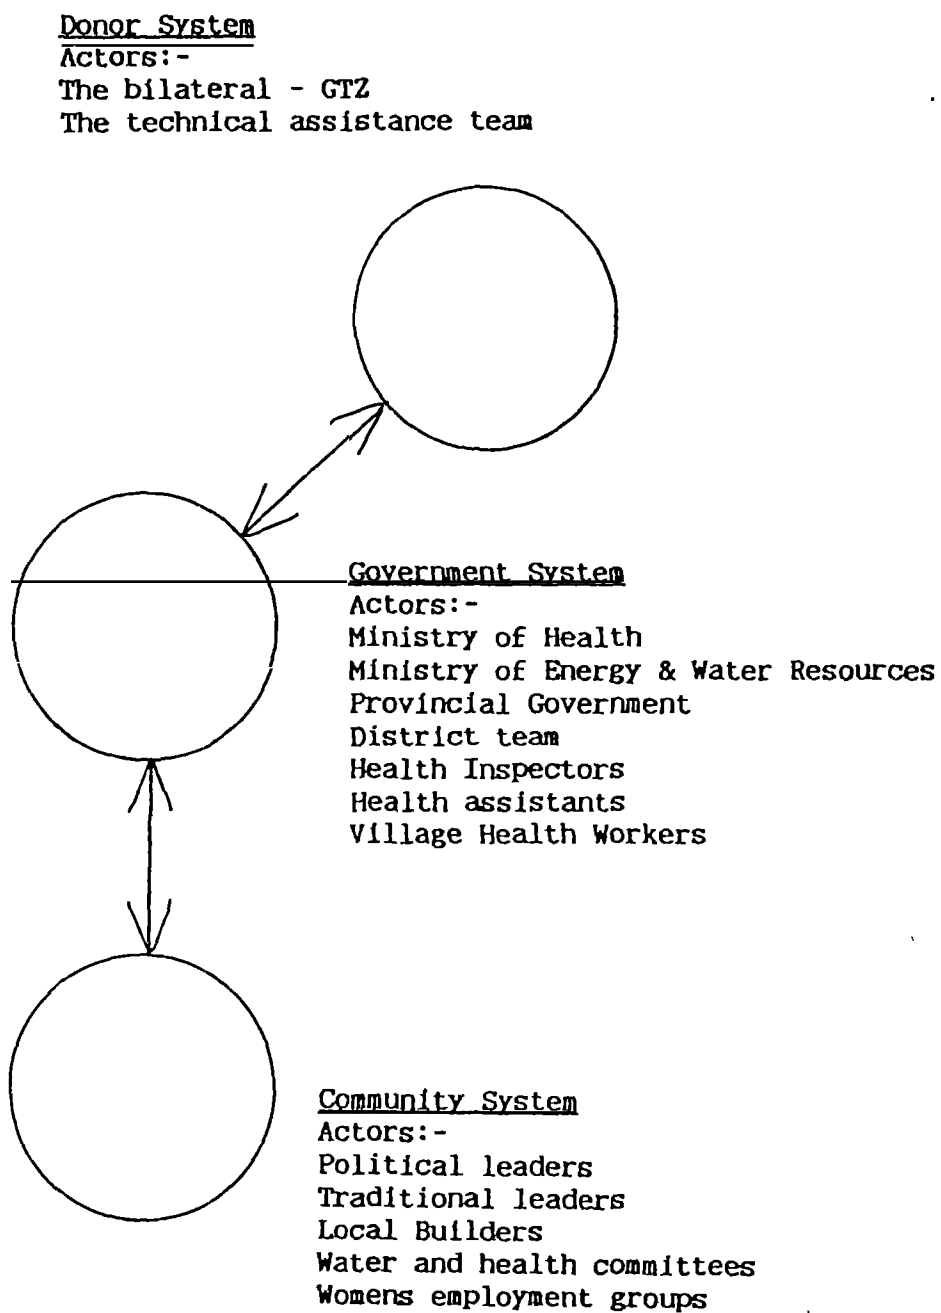 Donor System
Actors:-
The bilateral - GTZ
The technical assistance team
Government System
Actors:-
Ministry of Health
Ministry of Energy & Water Resources
Provincial Government
District team
Health Inspectors
Health assistants
Village Health Workers
Community System
Actors:-
Political leaders
Traditional leaders
Local Builders
Water and health committees
Womens employment groups